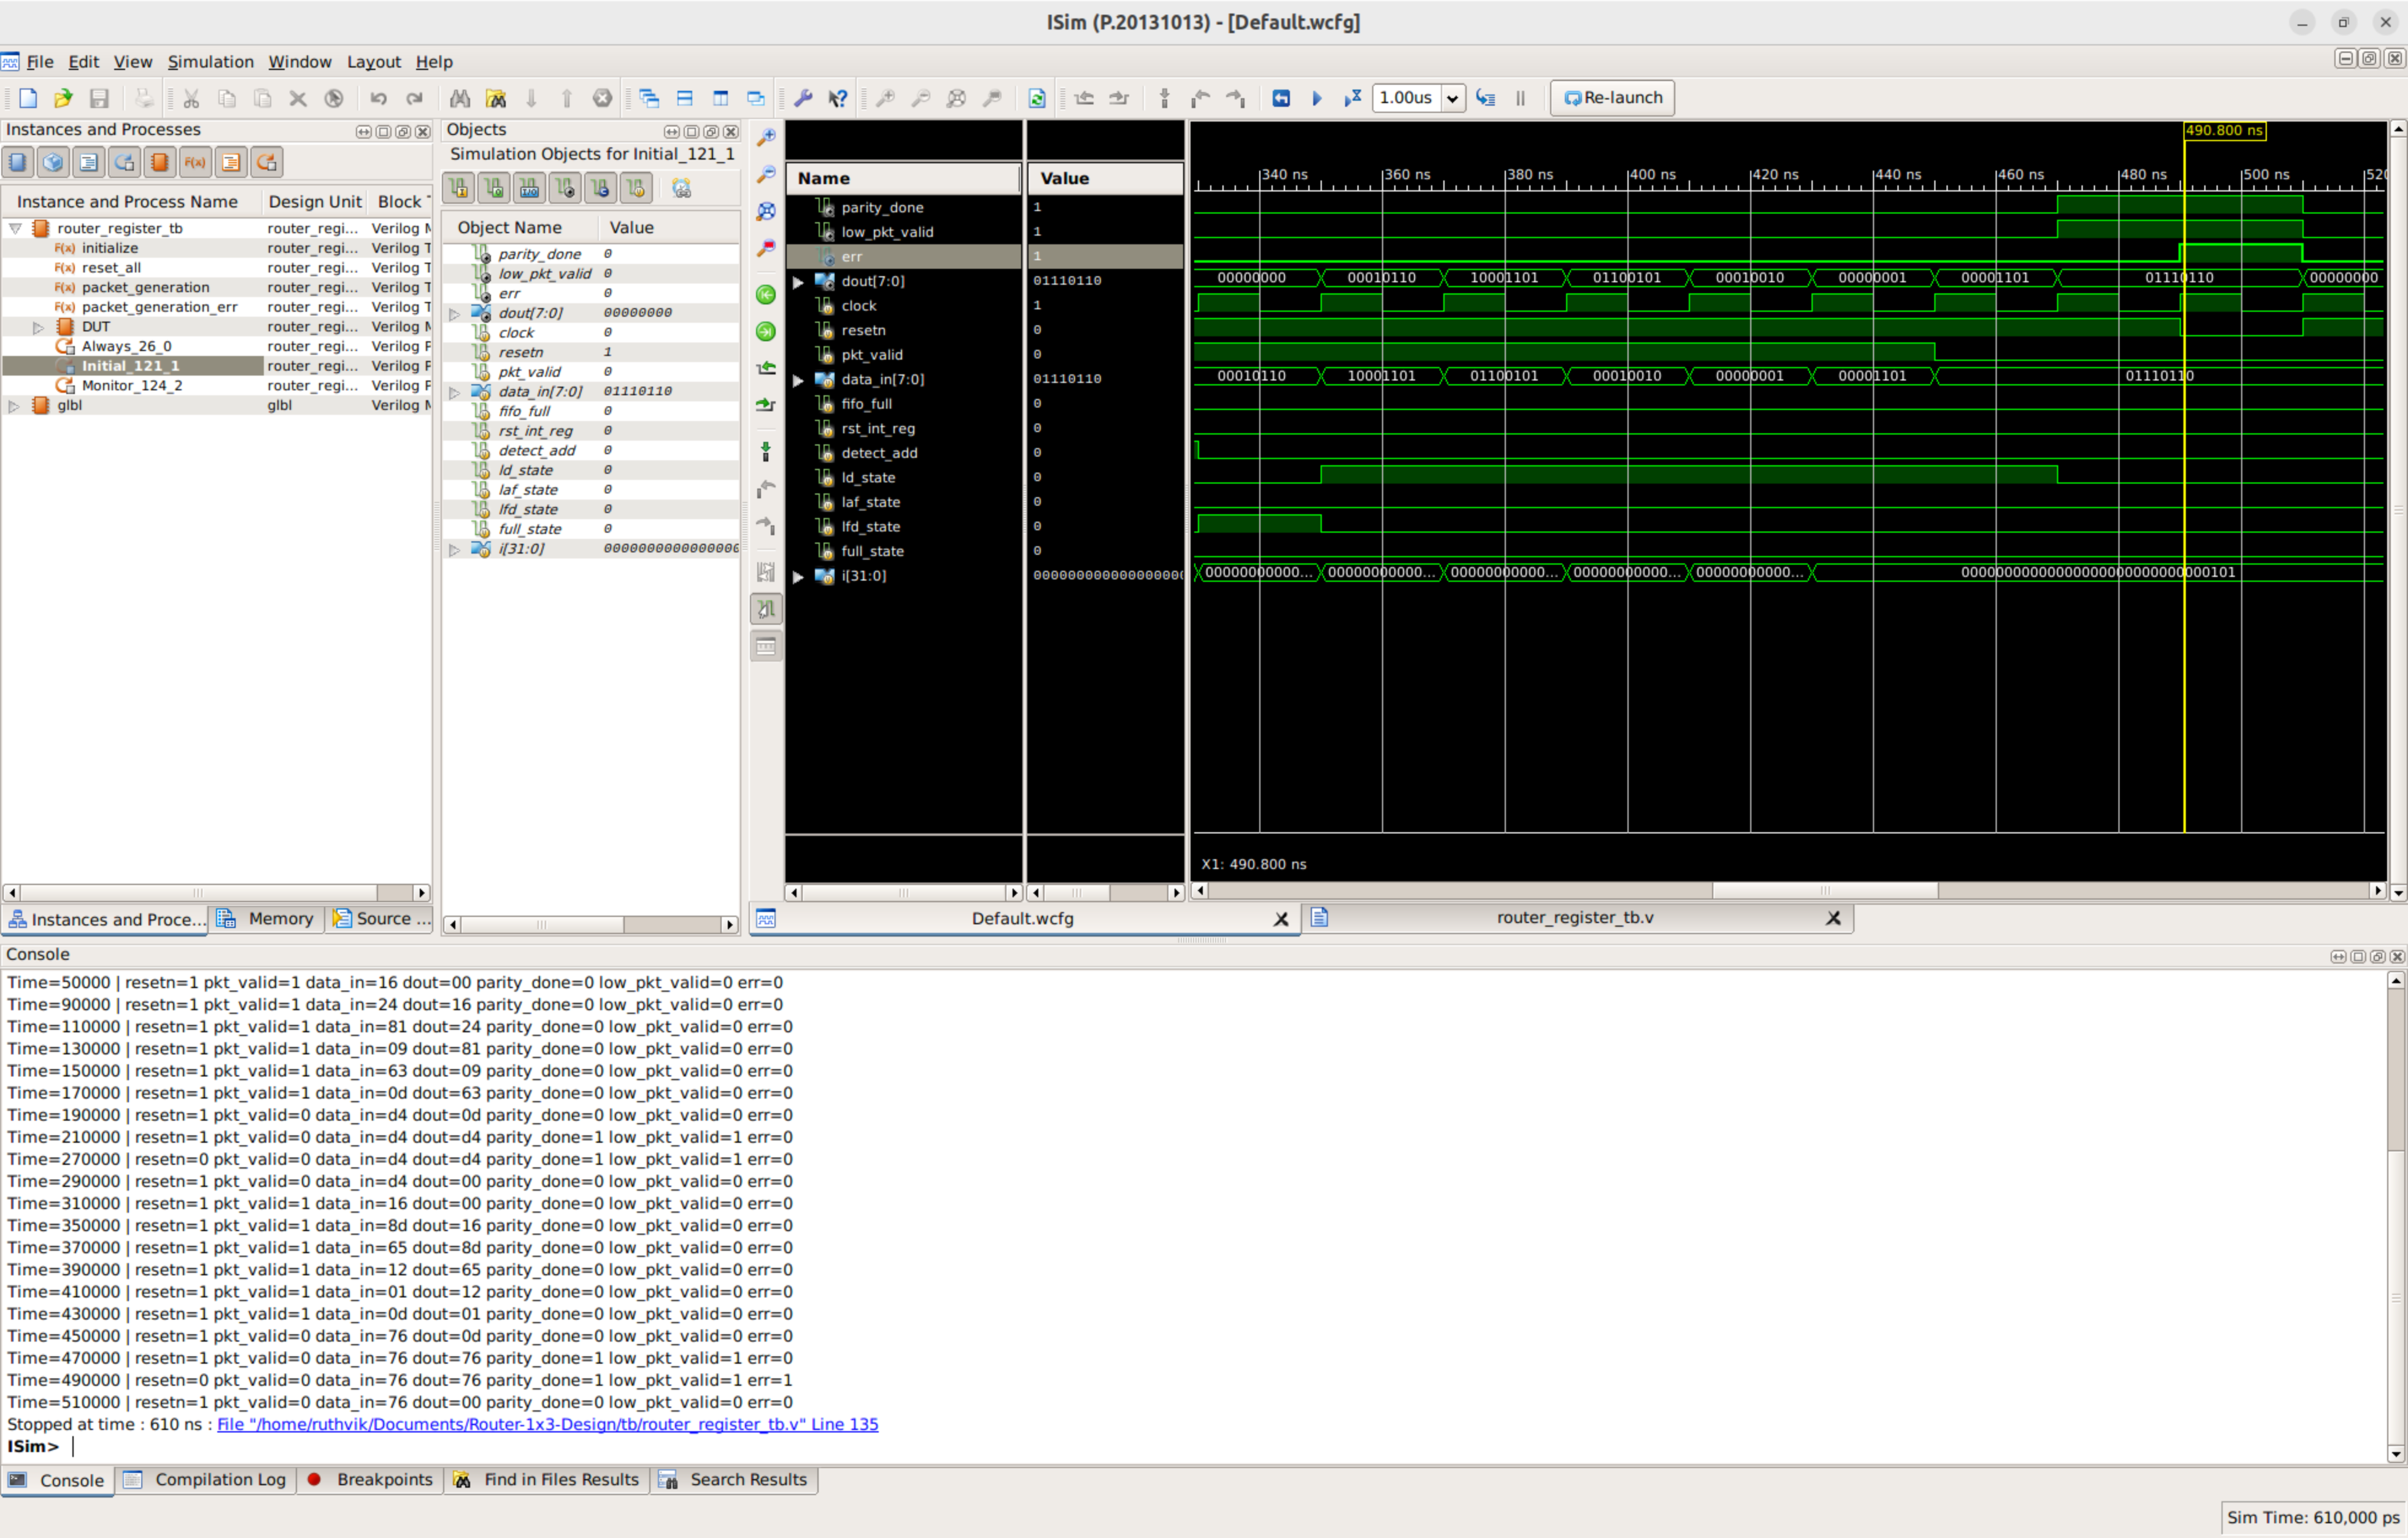 ISim (P.20131013) - [Default.wcfg]
File Edit View Simulation Window Layout Help
1.00us
Re-launch
Instances and Processes
Instance and Process Name Design Unit Block
router_register_tb router_regi... Verilog
initialize router_regi... Verilog
reset_all router_regi... Verilog
packet_generation router_regi... Verilog
packet_generation_err router_regi... Verilog
DUT router_regi... Verilog
Always_26_0 router_regi... Verilog
Initial_121_1 router_regi... Verilog
Monitor_124_2 router_regi... Verilog
glbl glbl Verilog
Instances and Proce... Memory Source ...
Objects
Simulation Objects for Initial_121_1
Object Name Value
parity_done 0
low_pkt_valid 0
err 0
dout[7:0] 00000000
clock 0
resetn 1
pkt_valid 0
data_in[7:0] 01110110
fifo_full 0
rst_int_reg 0
detect_add 0
ld_state 0
laf_state 0
lfd_state 0
full_state 0
i[31:0] 0000000000000000
Name Value
parity_done 1
low_pkt_valid 1
err 1
dout[7:0] 01110110
clock 1
resetn 0
pkt_valid 0
data_in[7:0] 01110110
fifo_full 0
rst_int_reg 0
detect_add 0
ld_state 0
laf_state 0
lfd_state 0
full_state 0
i[31:0] 000000000000000000
490.800 ns
340 ns 360 ns 380 ns 400 ns 420 ns 440 ns 460 ns 480 ns 500 ns 520
00000000 00010110 10001101 01100101 00010010 00000001 00001101 01110110 00000000
00010110 10001101 01100101 00010010 00000001 00001101 01110110
00000000000... 00000000000... 00000000000... 00000000000... 00000000000... 00000000000000000000000000000101
X1: 490.800 ns
Default.wcfg router_register_tb.v
Console
Time=50000 | resetn=1 pkt_valid=1 data_in=16 dout=00 parity_done=0 low_pkt_valid=0 err=0
Time=90000 | resetn=1 pkt_valid=1 data_in=24 dout=16 parity_done=0 low_pkt_valid=0 err=0
Time=110000 | resetn=1 pkt_valid=1 data_in=81 dout=24 parity_done=0 low_pkt_valid=0 err=0
Time=130000 | resetn=1 pkt_valid=1 data_in=09 dout=81 parity_done=0 low_pkt_valid=0 err=0
Time=150000 | resetn=1 pkt_valid=1 data_in=63 dout=09 parity_done=0 low_pkt_valid=0 err=0
Time=170000 | resetn=1 pkt_valid=1 data_in=0d dout=63 parity_done=0 low_pkt_valid=0 err=0
Time=190000 | resetn=1 pkt_valid=0 data_in=d4 dout=0d parity_done=0 low_pkt_valid=0 err=0
Time=210000 | resetn=1 pkt_valid=0 data_in=d4 dout=d4 parity_done=1 low_pkt_valid=1 err=0
Time=270000 | resetn=0 pkt_valid=0 data_in=d4 dout=d4 parity_done=1 low_pkt_valid=1 err=0
Time=290000 | resetn=1 pkt_valid=0 data_in=d4 dout=00 parity_done=0 low_pkt_valid=0 err=0
Time=310000 | resetn=1 pkt_valid=1 data_in=16 dout=00 parity_done=0 low_pkt_valid=0 err=0
Time=350000 | resetn=1 pkt_valid=1 data_in=8d dout=16 parity_done=0 low_pkt_valid=0 err=0
Time=370000 | resetn=1 pkt_valid=1 data_in=65 dout=8d parity_done=0 low_pkt_valid=0 err=0
Time=390000 | resetn=1 pkt_valid=1 data_in=12 dout=65 parity_done=0 low_pkt_valid=0 err=0
Time=410000 | resetn=1 pkt_valid=1 data_in=01 dout=12 parity_done=0 low_pkt_valid=0 err=0
Time=430000 | resetn=1 pkt_valid=1 data_in=0d dout=01 parity_done=0 low_pkt_valid=0 err=0
Time=450000 | resetn=1 pkt_valid=0 data_in=76 dout=0d parity_done=0 low_pkt_valid=0 err=0
Time=470000 | resetn=1 pkt_valid=0 data_in=76 dout=76 parity_done=1 low_pkt_valid=1 err=0
Time=490000 | resetn=0 pkt_valid=0 data_in=76 dout=76 parity_done=1 low_pkt_valid=1 err=1
Time=510000 | resetn=1 pkt_valid=0 data_in=76 dout=00 parity_done=0 low_pkt_valid=0 err=0
Stopped at time : 610 ns : File "/home/ruthvik/Documents/Router-1x3-Design/tb/router_register_tb.v" Line 135
ISim>
Console Compilation Log Breakpoints Find in Files Results Search Results
Sim Time: 610,000 ps